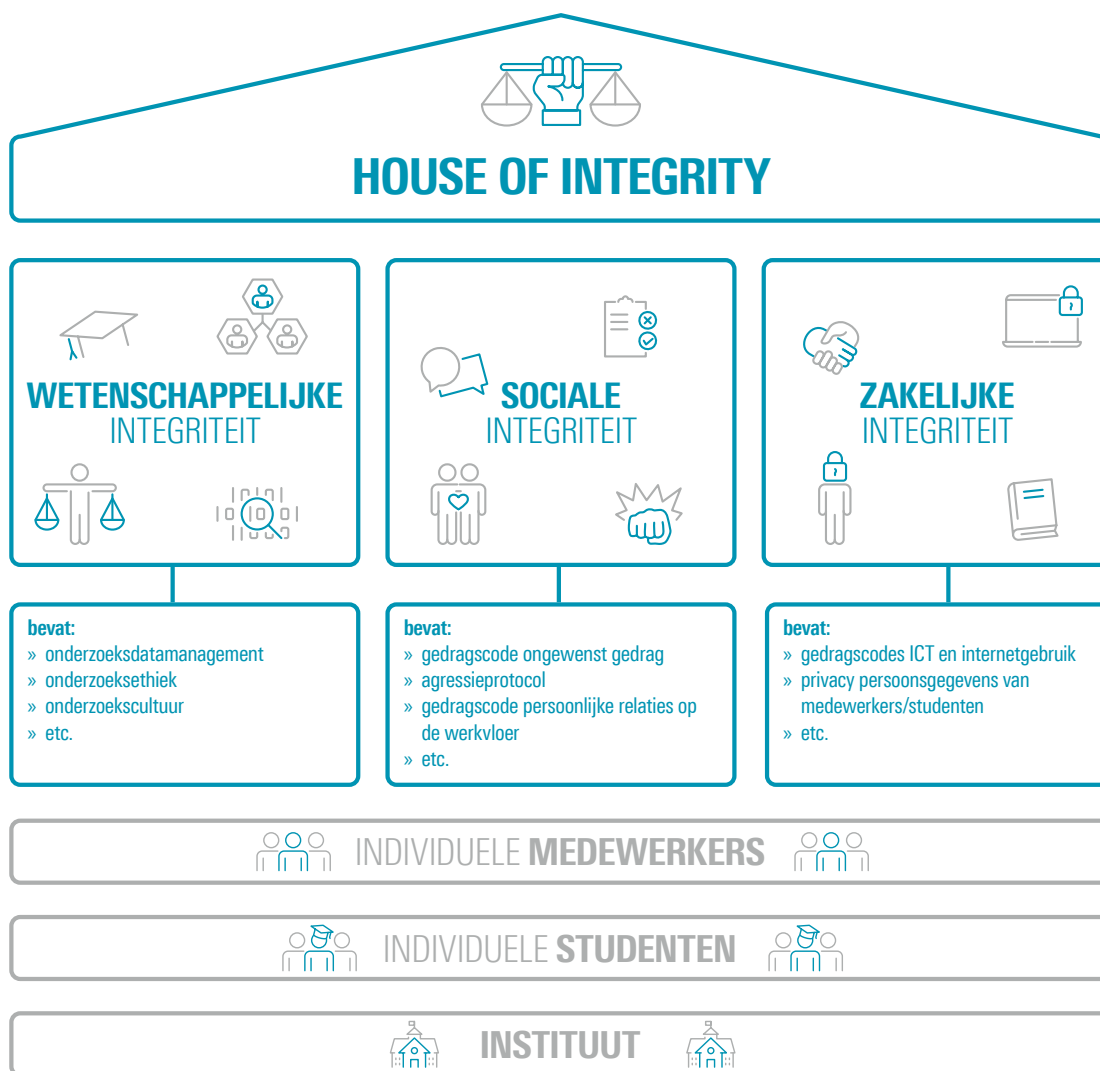 HOUSE OF INTEGRITY
WETENSCHAPPELIJKE
INTEGRITEIT
SOCIALE
INTEGRITEIT
ZAKELIJKE
INTEGRITEIT
bevat:
» onderzoeksdatamanagement
» onderzoeksethiek
» onderzoekscultuur
» etc.
bevat:
» gedragscode ongewenst gedrag
» agressieprotocol
» gedragscode persoonlijke relaties op
de werkvloer
» etc.
bevat:
» gedragscodes ICT en internetgebruik
» privacy persoonsgegevens van
medewerkers/studenten
» etc.
INDIVIDUELE MEDEWERKERS
INDIVIDUELE STUDENTEN
INSTITUUT